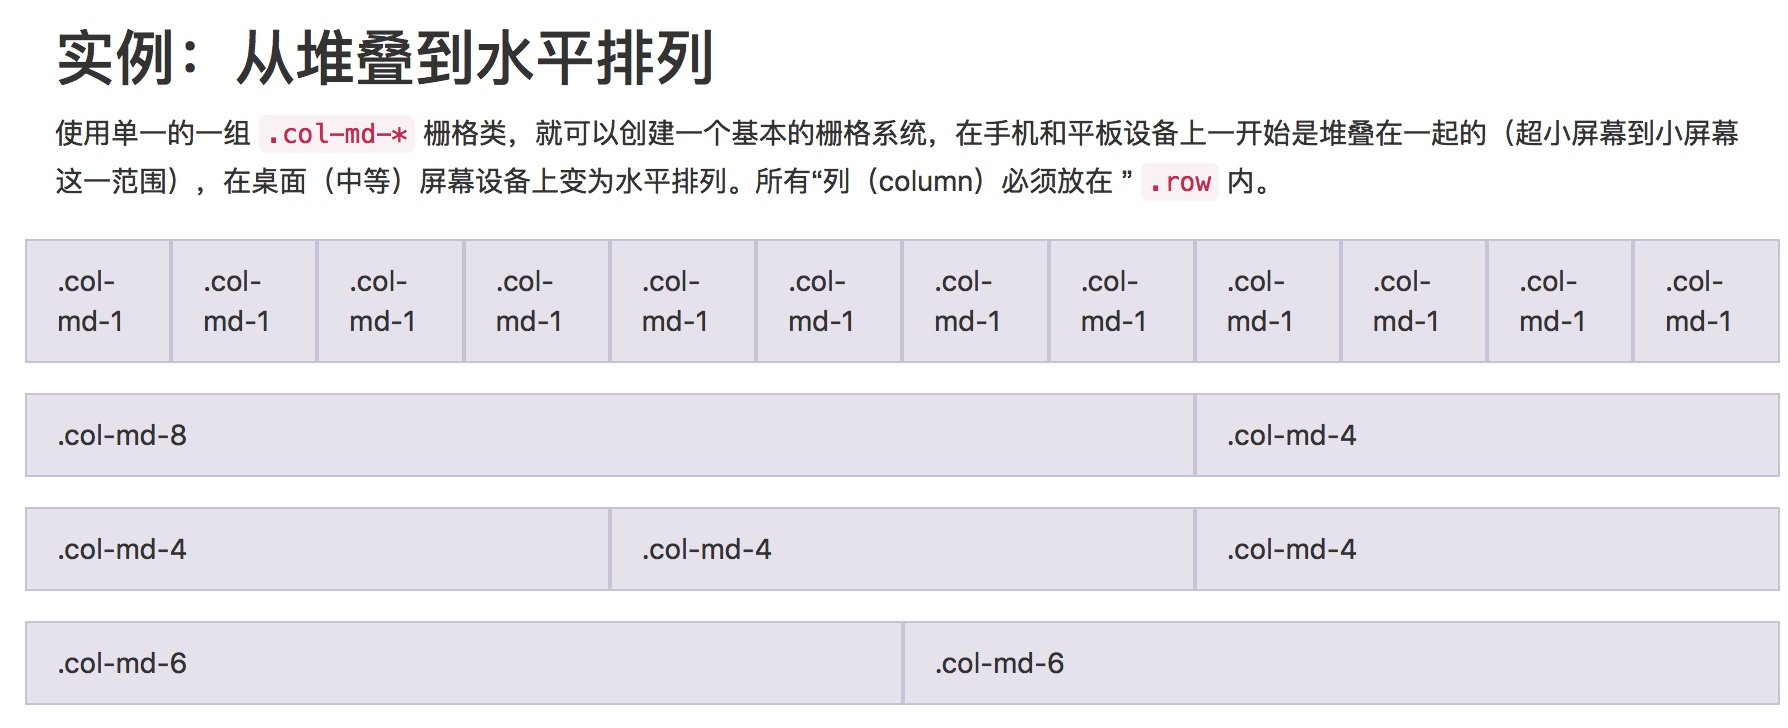 实例：从堆叠到水平排列
使用单一的一组 .col-md-* 栅格类，就可以创建一个基本的栅格系统，在手机和平板设备上一开始是堆叠在一起的（超小屏幕到小屏幕
这一范围），在桌面（中等）屏幕设备上变为水平排列。所有“列（column）必须放在 ” .row 内。
.col- .col- .col- .col- .col- .col- .col- .col- .col- .col- .col- .col-
md-1 md-1 md-1 md-1 md-1 md-1 md-1 md-1 md-1 md-1 md-1 md-1
.col-md-8 .col-md-4
.col-md-4 .col-md-4 .col-md-4
.col-md-6 .col-md-6